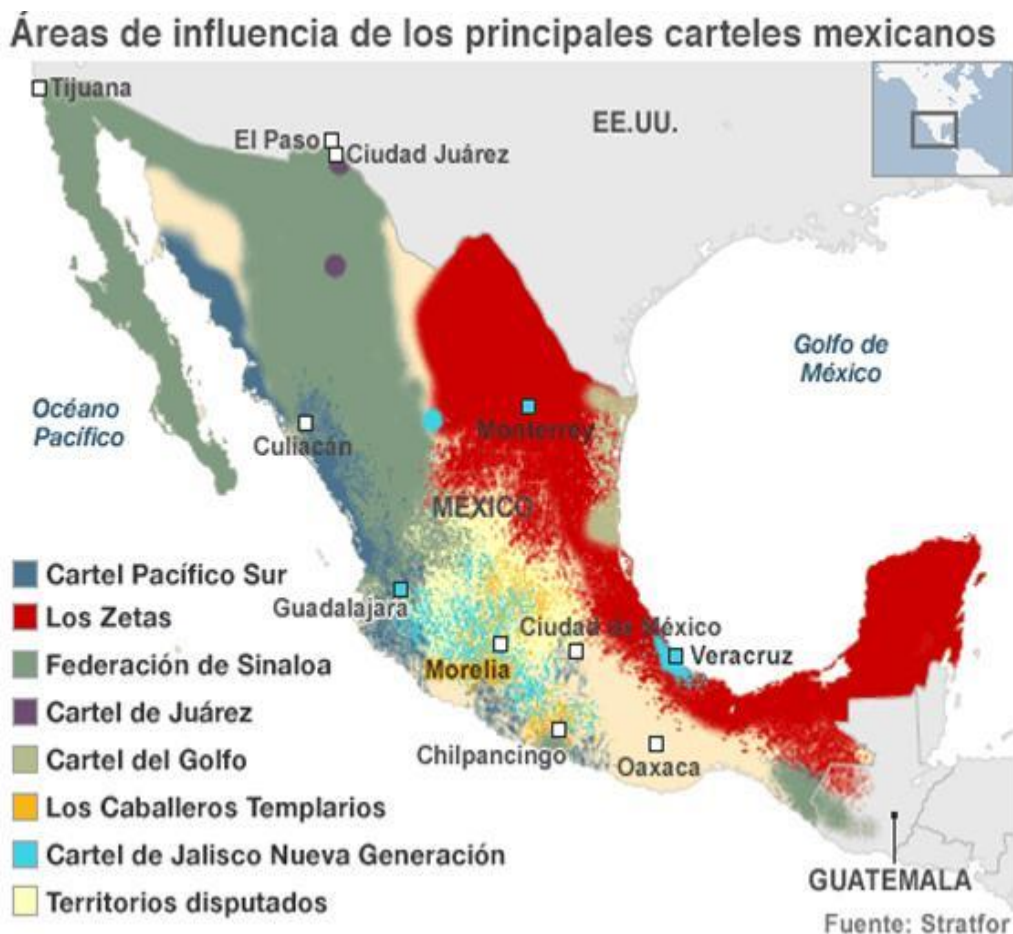 Áreas de influencia de los principales carteles mexicanos
Tijuana
El Paso
Ciudad Juárez
EE.UU.
Golfo de
México
Océano
Pacífico
Culiacán
Monterrey
MÉXICO
Guadalajara
Ciudad de México
Morelia
Veracruz
Chilpancingo
Oaxaca
GUATEMALA
Cartel Pacífico Sur
Los Zetas
Federación de Sinaloa
Cartel de Juárez
Cartel del Golfo
Los Caballeros Templarios
Cartel de Jalisco Nueva Generación
Territorios disputados
Fuente: Stratfor